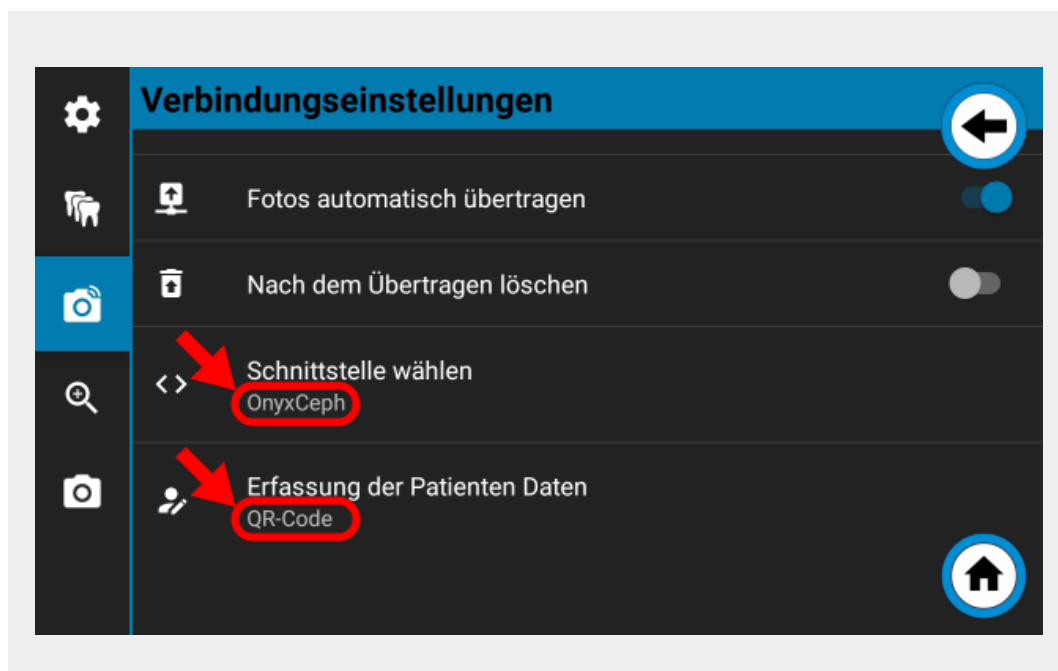 Verbindungseinstellungen
Fotos automatisch übertragen
Nach dem Übertragen löschen
Schnittstelle wählen
OnyxCeph
Erfassung der Patienten Daten
QR-Code